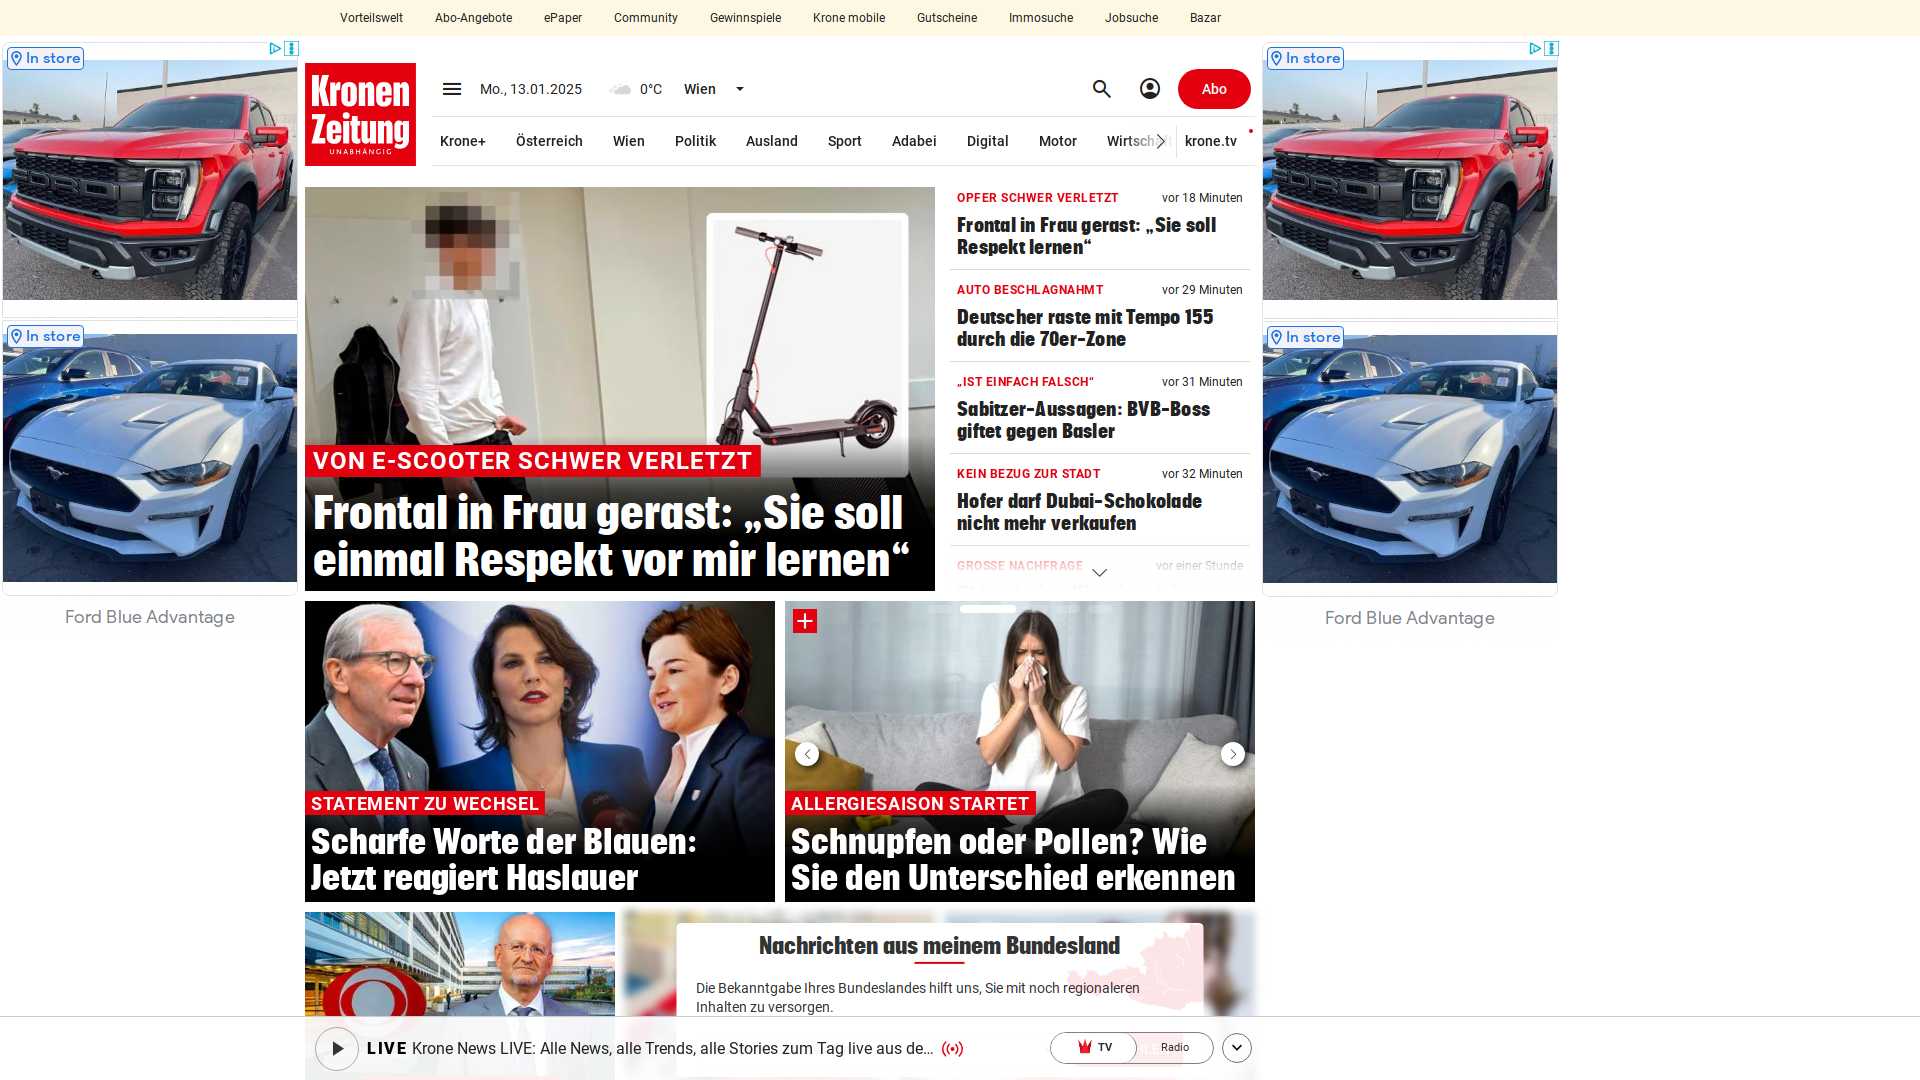 Vorteilswelt
Abo-Angebote
ePaper
Community
Gewinnspiele
Krone mobile
Gutscheine
Immosuche
Jobsuche
Bazar
In store
In store
Ford Blue Advantage
Kronen
Zeitung
UNABHÄNGIG
Mo., 13.01.2025
0°C
Wien
Abo
Krone+
Österreich
Wien
Politik
Ausland
Sport
Adabei
Digital
Motor
Wirtschaft
krone.tv
VON E-SCOOTER SCHWER VERLETZT
Frontal in Frau gerast: „Sie soll
einmal Respekt vor mir lernen“
OPFER SCHWER VERLETZT
vor 18 Minuten
Frontal in Frau gerast: „Sie soll
Respekt lernen“
AUTO BESCHLAGNAHMT
vor 29 Minuten
Deutscher raste mit Tempo 155
durch die 70er-Zone
„IST EINFACH FALSCH“
vor 31 Minuten
Sabitzer-Aussagen: BVB-Boss
giftet gegen Basler
KEIN BEZUG ZUR STADT
vor 32 Minuten
Hofer darf Dubai-Schokolade
nicht mehr verkaufen
GROSSE NACHFRAGE
vor einer Stunde
In store
In store
Ford Blue Advantage
STATEMENT ZU WECHSEL
Scharfe Worte der Blauen:
Jetzt reagiert Haslauer
ALLERGIESAISON STARTET
Schnupfen oder Pollen? Wie
Sie den Unterschied erkennen
Nachrichten aus meinem Bundesland
Die Bekanntgabe Ihres Bundeslandes hilft uns, Sie mit noch regionaleren
Inhalten zu versorgen.
LIVE Krone News LIVE: Alle News, alle Trends, alle Stories zum Tag live aus de…
TV
Radio